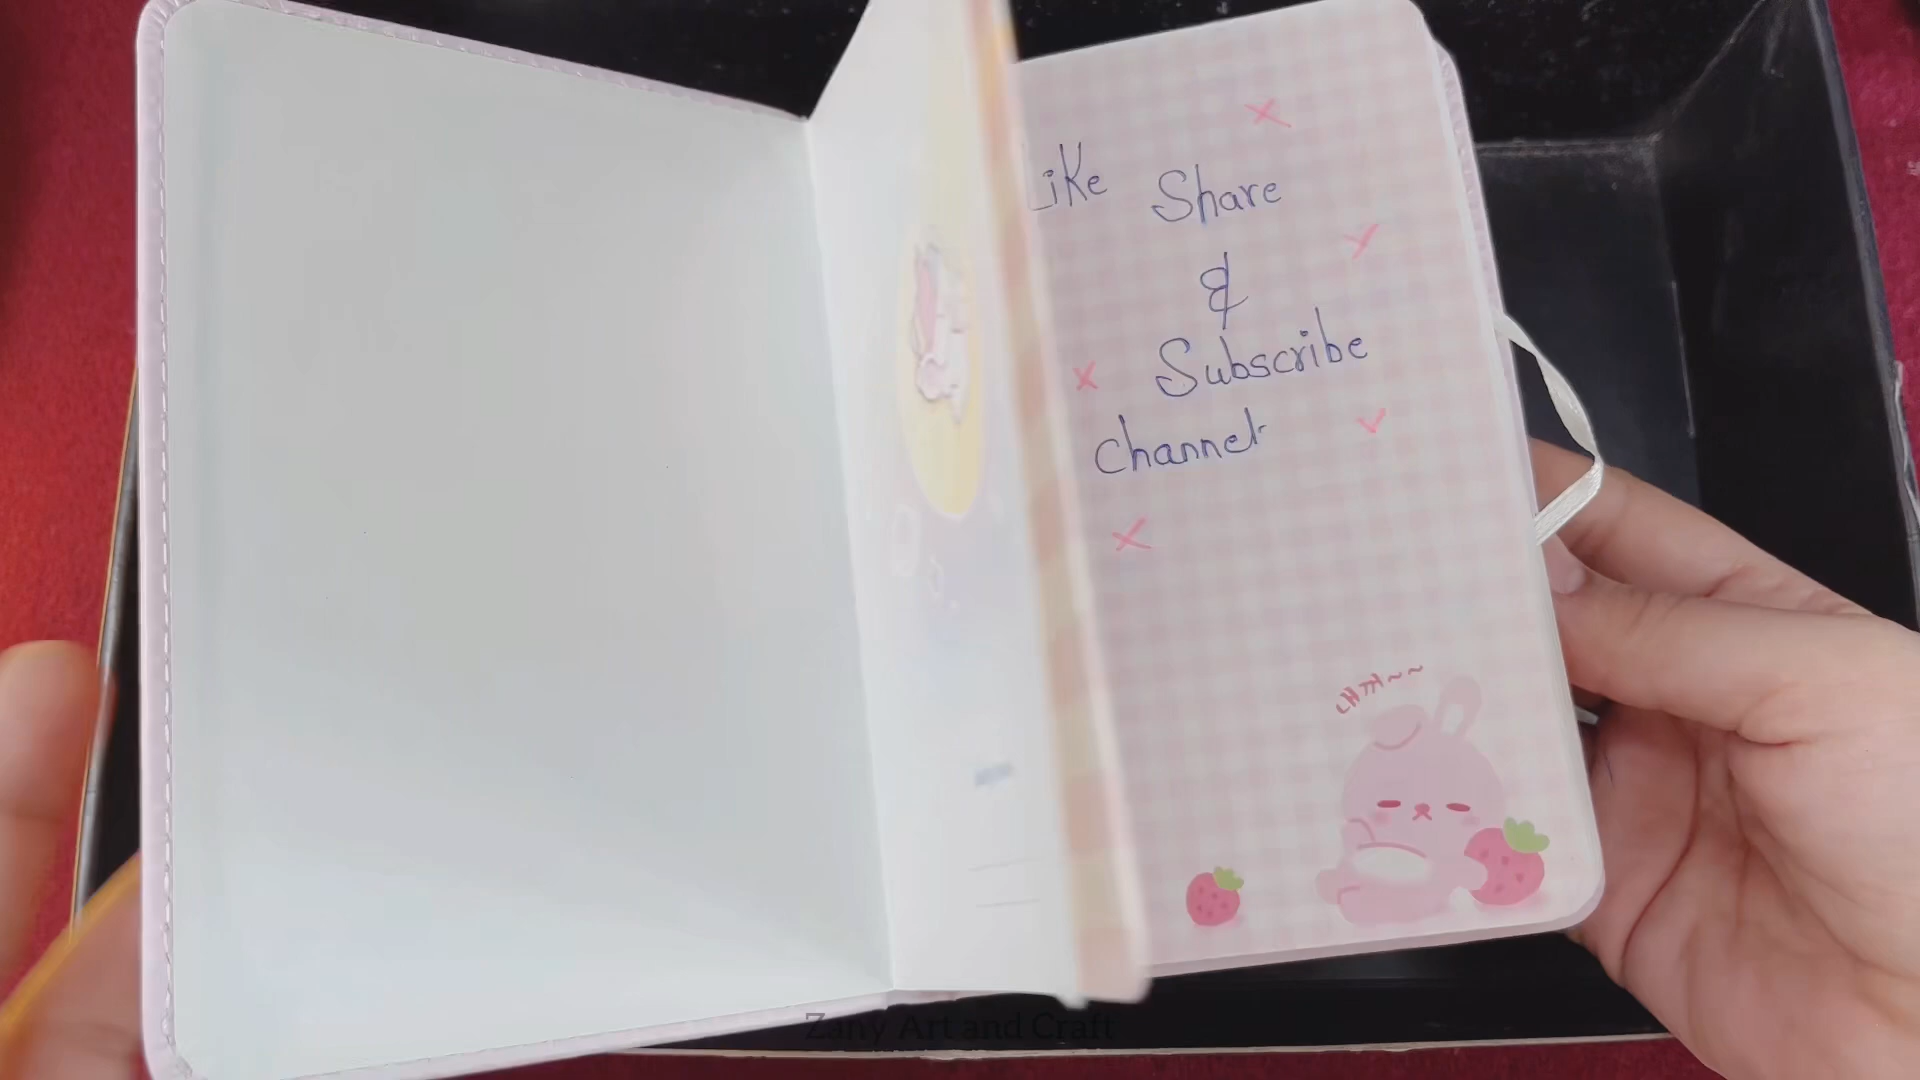 Like Share
&
Subscribe
channel
내꺼~~
Zany Art and Craft